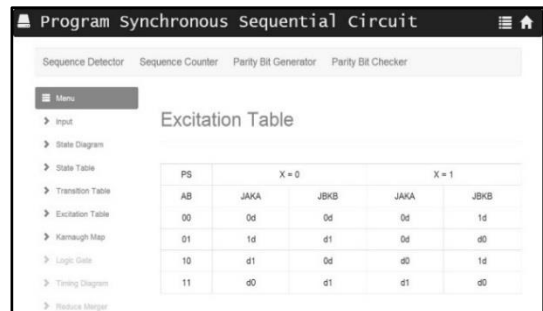 Program Synchronous Sequential Circuit
Sequence Detector Sequence Counter Parity Bit Generator Parity Bit Checker
Menu
Input
State Diagram
State Table
Transition Table
Excitation Table
Karnaugh Map
Logic Gate
Timing Diagram
Reduce Merger
Excitation Table
PS X = 0 X = 1
AB JAKA JBKB JAKA JBKB
00 0d 0d 0d 1d
01 1d d1 0d d0
10 d1 0d d0 1d
11 d0 d1 d1 d0